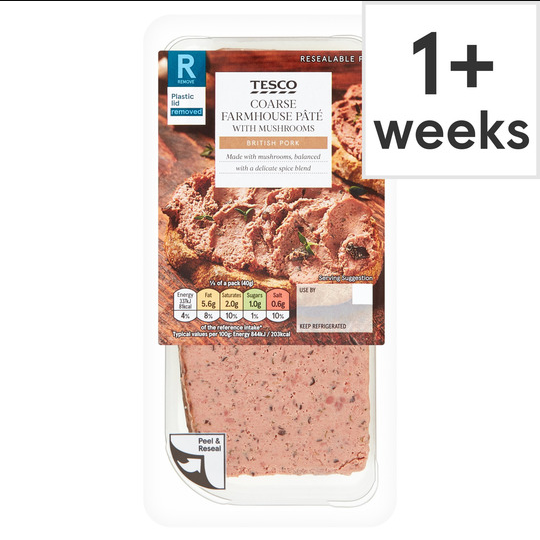 1+
weeks
RESEALABLE P
R
REMOVE
Plastic
lid
removed
TESCO
COARSE
FARMHOUSE PÂTÉ
WITH MUSHROOMS
BRITISH PORK
Made with mushrooms, balanced
with a delicate spice blend
Serving Suggestion
⅙ of a pack (40g)
Energy Fat Saturates Sugars Salt
337kJ
81kcal 5.6g 2.0g 1.0g 0.6g
4% 8% 10% 1% 10%
of the reference intake*
Typical values per 100g: Energy 844kJ / 203kcal
USE BY
KEEP REFRIGERATED
Peel &
Reseal